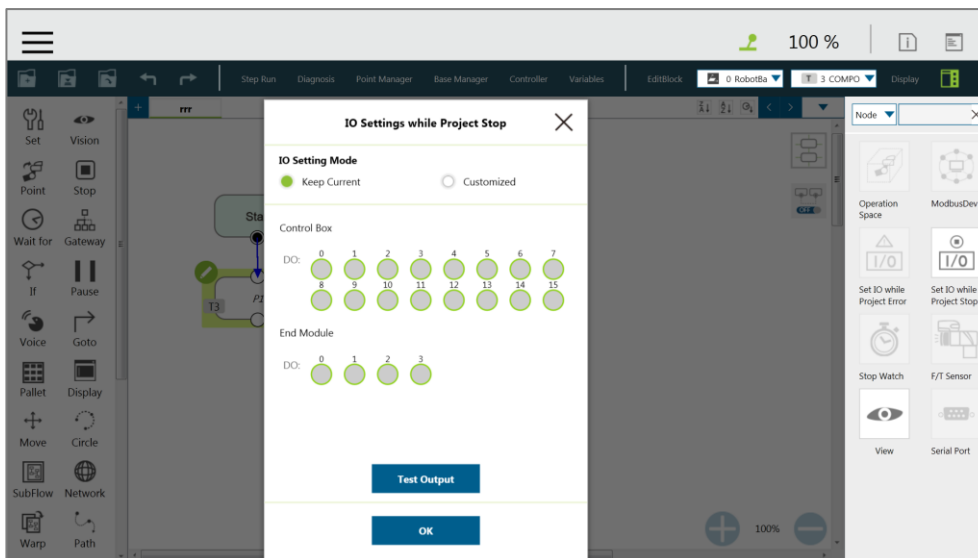 100 %
Step Run Diagnosis Point Manager Base Manager Controller Variables EditBlock 0 RobotBa T 3 COMPO Display
rrr
Set Vision
Point Stop
Wait for Gateway
If Pause
Voice Goto
Pallet Display
Move Circle
SubFlow Network
Warp Path
Sta
T3
IO Settings while Project Stop
IO Setting Mode
Keep Current Customized
Control Box
0 1 2 3 4 5 6 7
DO:
8 9 10 11 12 13 14 15
End Module
0 1 2 3
DO:
Test Output
OK
OFF
100%
Node
Operation Space
ModbusDev
I/O I/O
Set IO while Project Error
Set IO while Project Stop
Stop Watch F/T Sensor
View Serial Port